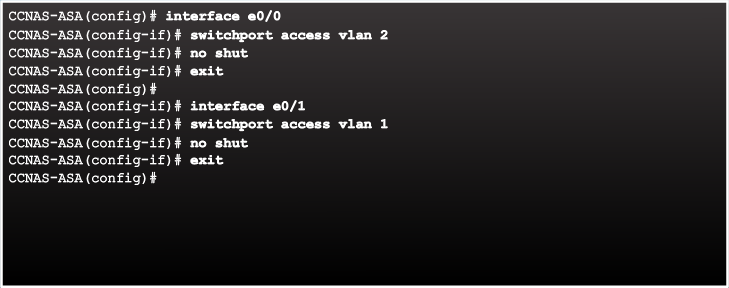 CCNAS-ASA(config)# interface e0/0
CCNAS-ASA(config-if)# switchport access vlan 2
CCNAS-ASA(config-if)# no shut
CCNAS-ASA(config-if)# exit
CCNAS-ASA(config)#
CCNAS-ASA(config-if)# interface e0/1
CCNAS-ASA(config-if)# switchport access vlan 1
CCNAS-ASA(config-if)# no shut
CCNAS-ASA(config-if)# exit
CCNAS-ASA(config)#